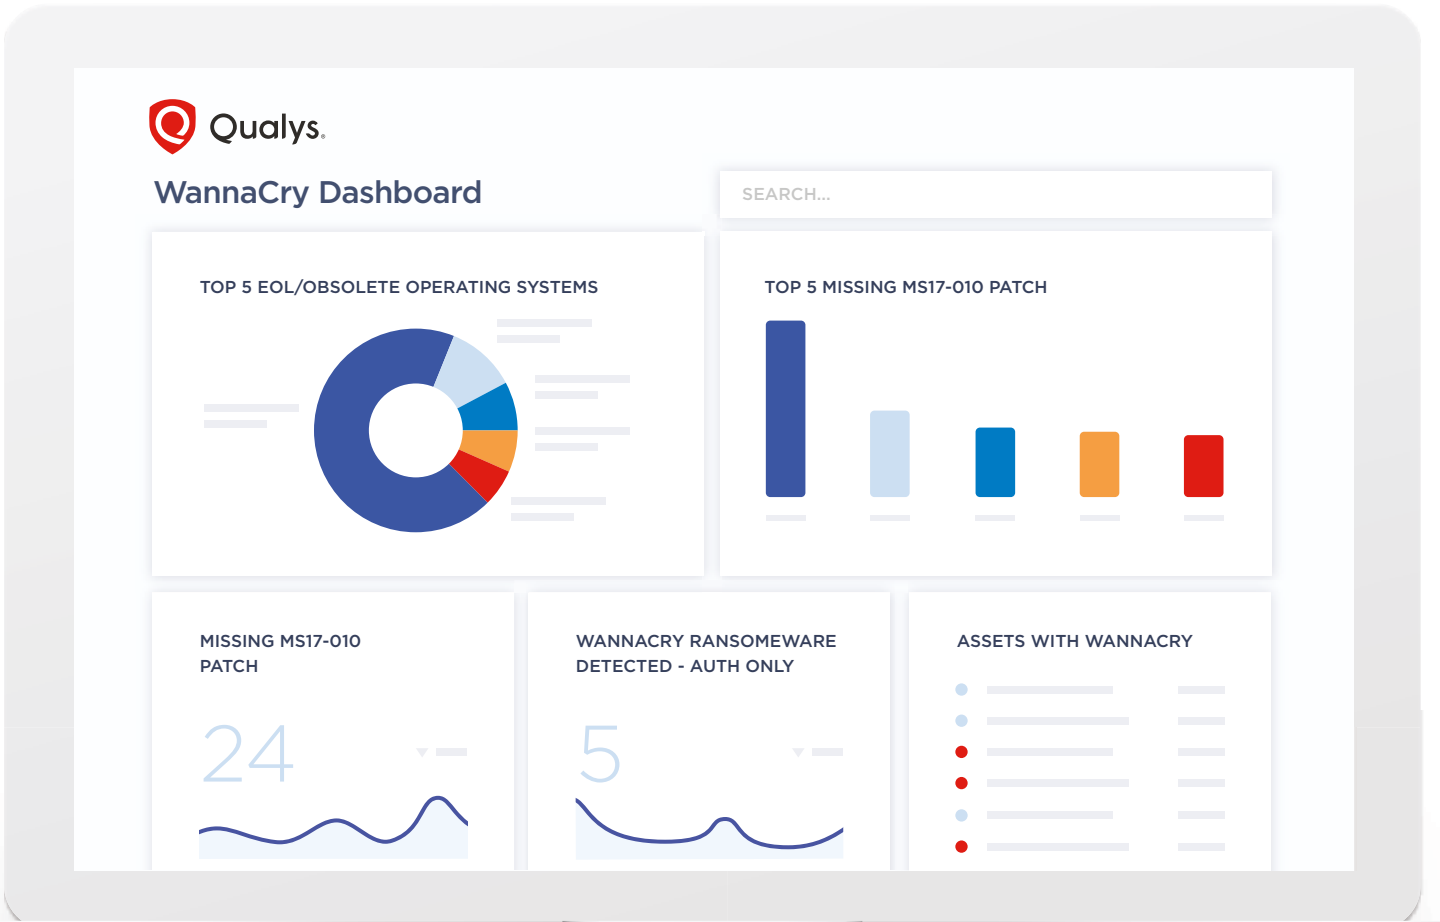 Qualys®
WannaCry Dashboard
SEARCH...
TOP 5 EOL/OBSOLETE OPERATING SYSTEMS
TOP 5 MISSING MS17-010 PATCH
MISSING MS17-010
PATCH
24
WANNACRY RANSOMEWARE
DETECTED - AUTH ONLY
5
ASSETS WITH WANNACRY